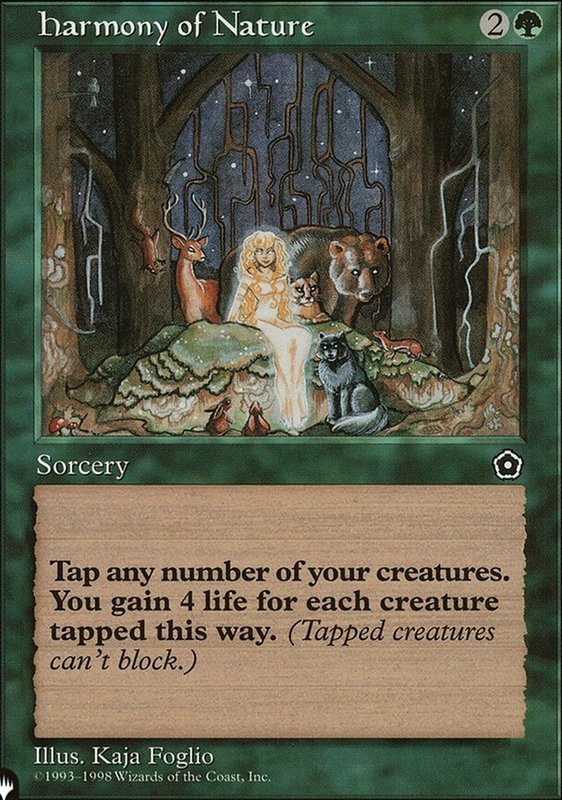 Harmony of Nature 2
Sorcery
Tap any number of your creatures.
You gain 4 life for each creature
tapped this way. (Tapped creatures
can't block.)
Illus. Kaja Foglio
©1993–1998 Wizards of the Coast, Inc.